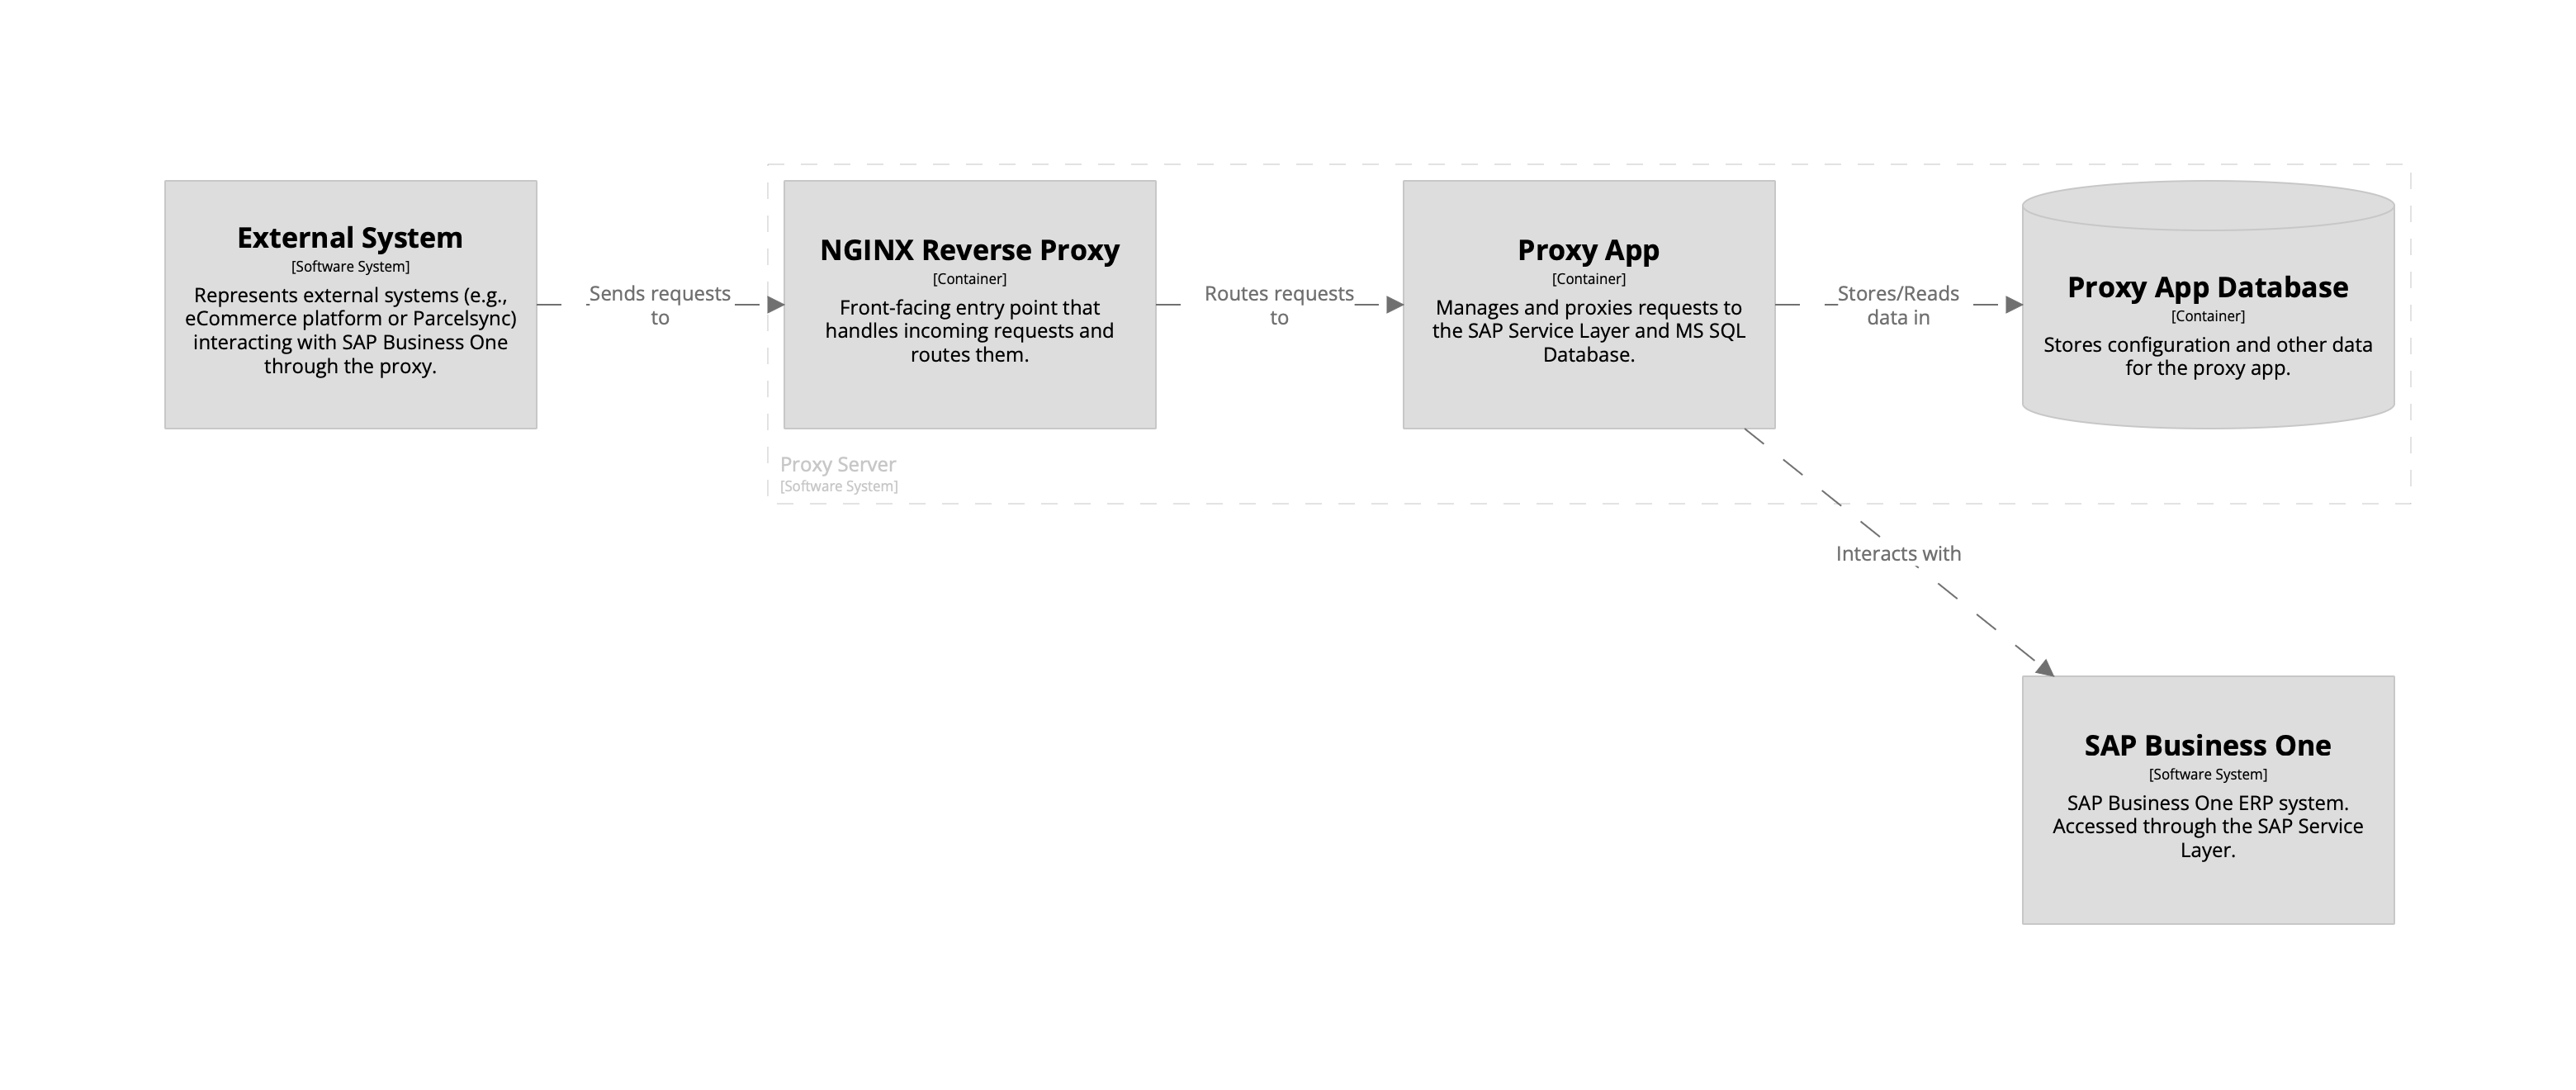 External System
[Software System]
Represents external systems (e.g.,
eCommerce platform or Parcelsync)
interacting with SAP Business One
through the proxy.
Sends requests
to
NGINX Reverse Proxy
[Container]
Front-facing entry point that
handles incoming requests and
routes them.
Routes requests
to
Proxy App
[Container]
Manages and proxies requests to
the SAP Service Layer and MS SQL
Database.
Stores/Reads
data in
Proxy App Database
[Container]
Stores configuration and other data
for the proxy app.
Proxy Server
[Software System]
Interacts with
SAP Business One
[Software System]
SAP Business One ERP system.
Accessed through the SAP Service
Layer.